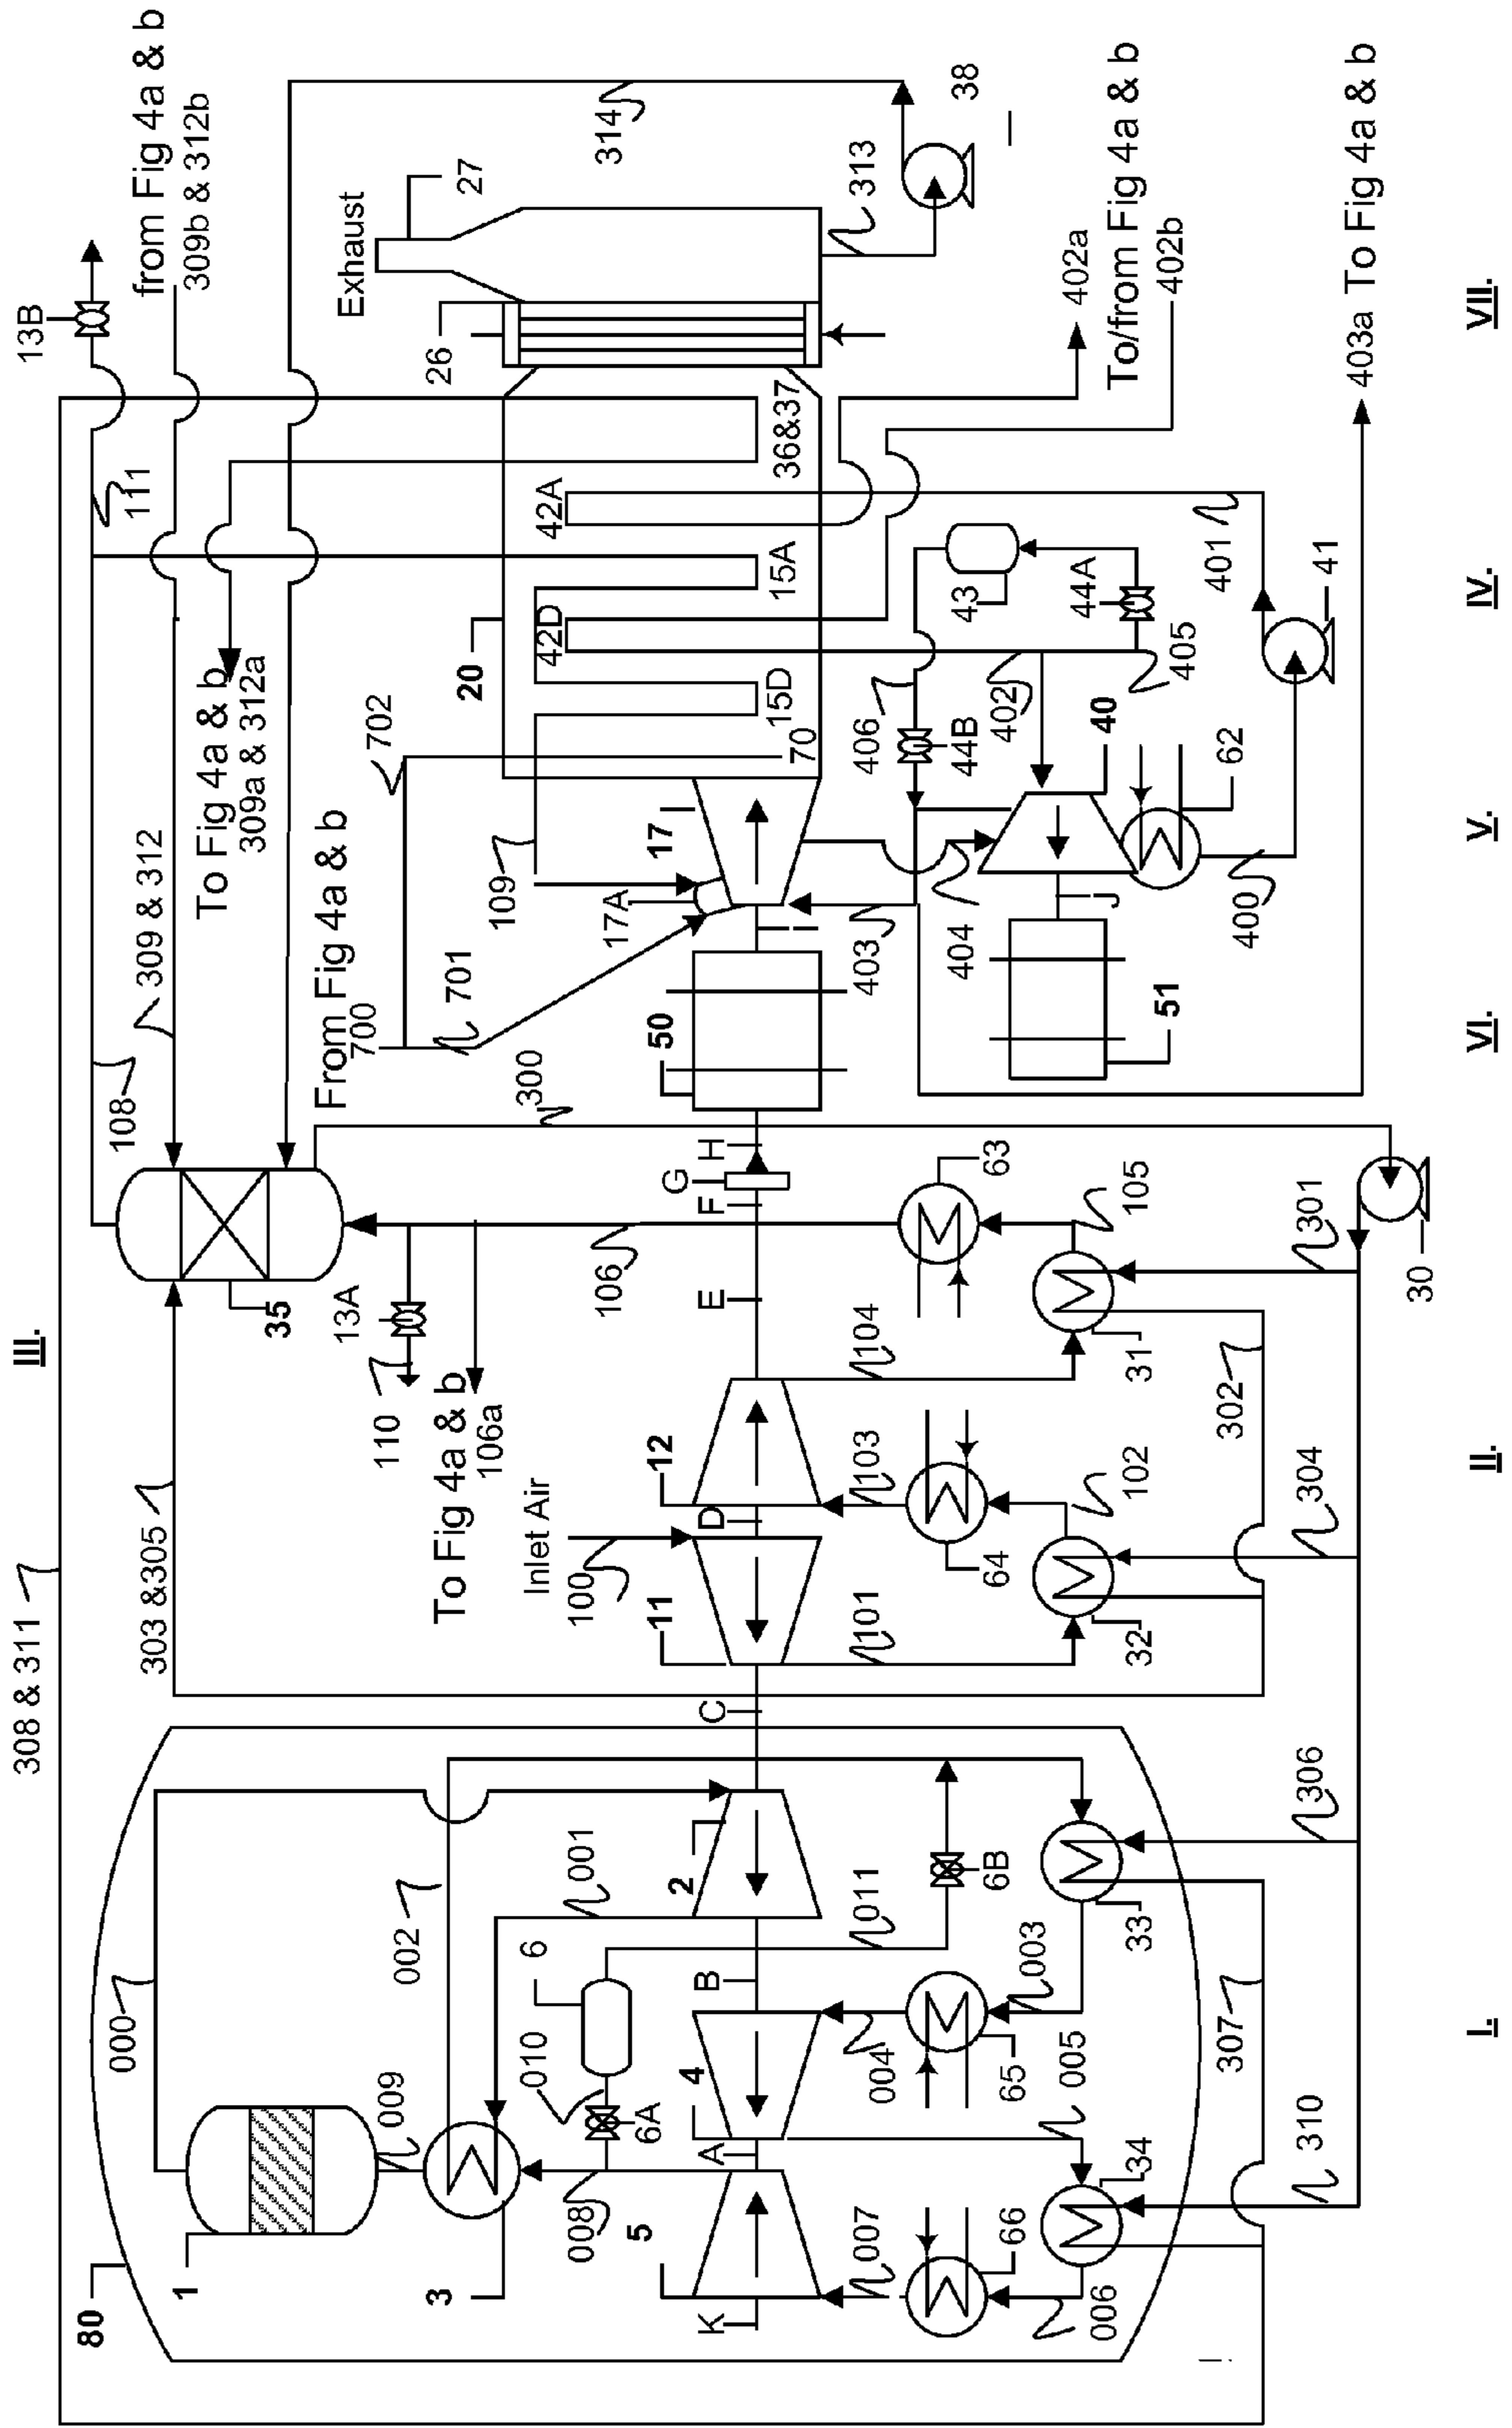 III.
308 & 311
13B
from Fig 4a & b
309b & 312b
111
108
309 & 312
To Fig 4a & b
309a & 312a
303 & 305
35
13A
110
To Fig 4a & b
106a
106
From Fig 4a & b
700
701
702
300
109
17A
17
70
15D
20
42D
15A
42A
36&37
26
Exhaust
27
314
313
38
To/from Fig 4a & b
402a
402b
403a To Fig 4a & b
80
1
000
009
3
002
001
008
6A
010
6
011
6B
5
K
A
4
B
2
C
Inlet Air
100
11
D
12
E
F
G
H
50
I
403
404
406
44B
402
405
43
44A
401
41
40
62
J
400
51
007
66
006
34
005
004
65
003
33
306
307
310
101
32
102
64
103
304
104
31
302
105
63
301
30
I.
II.
VI.
V.
IV.
VII.